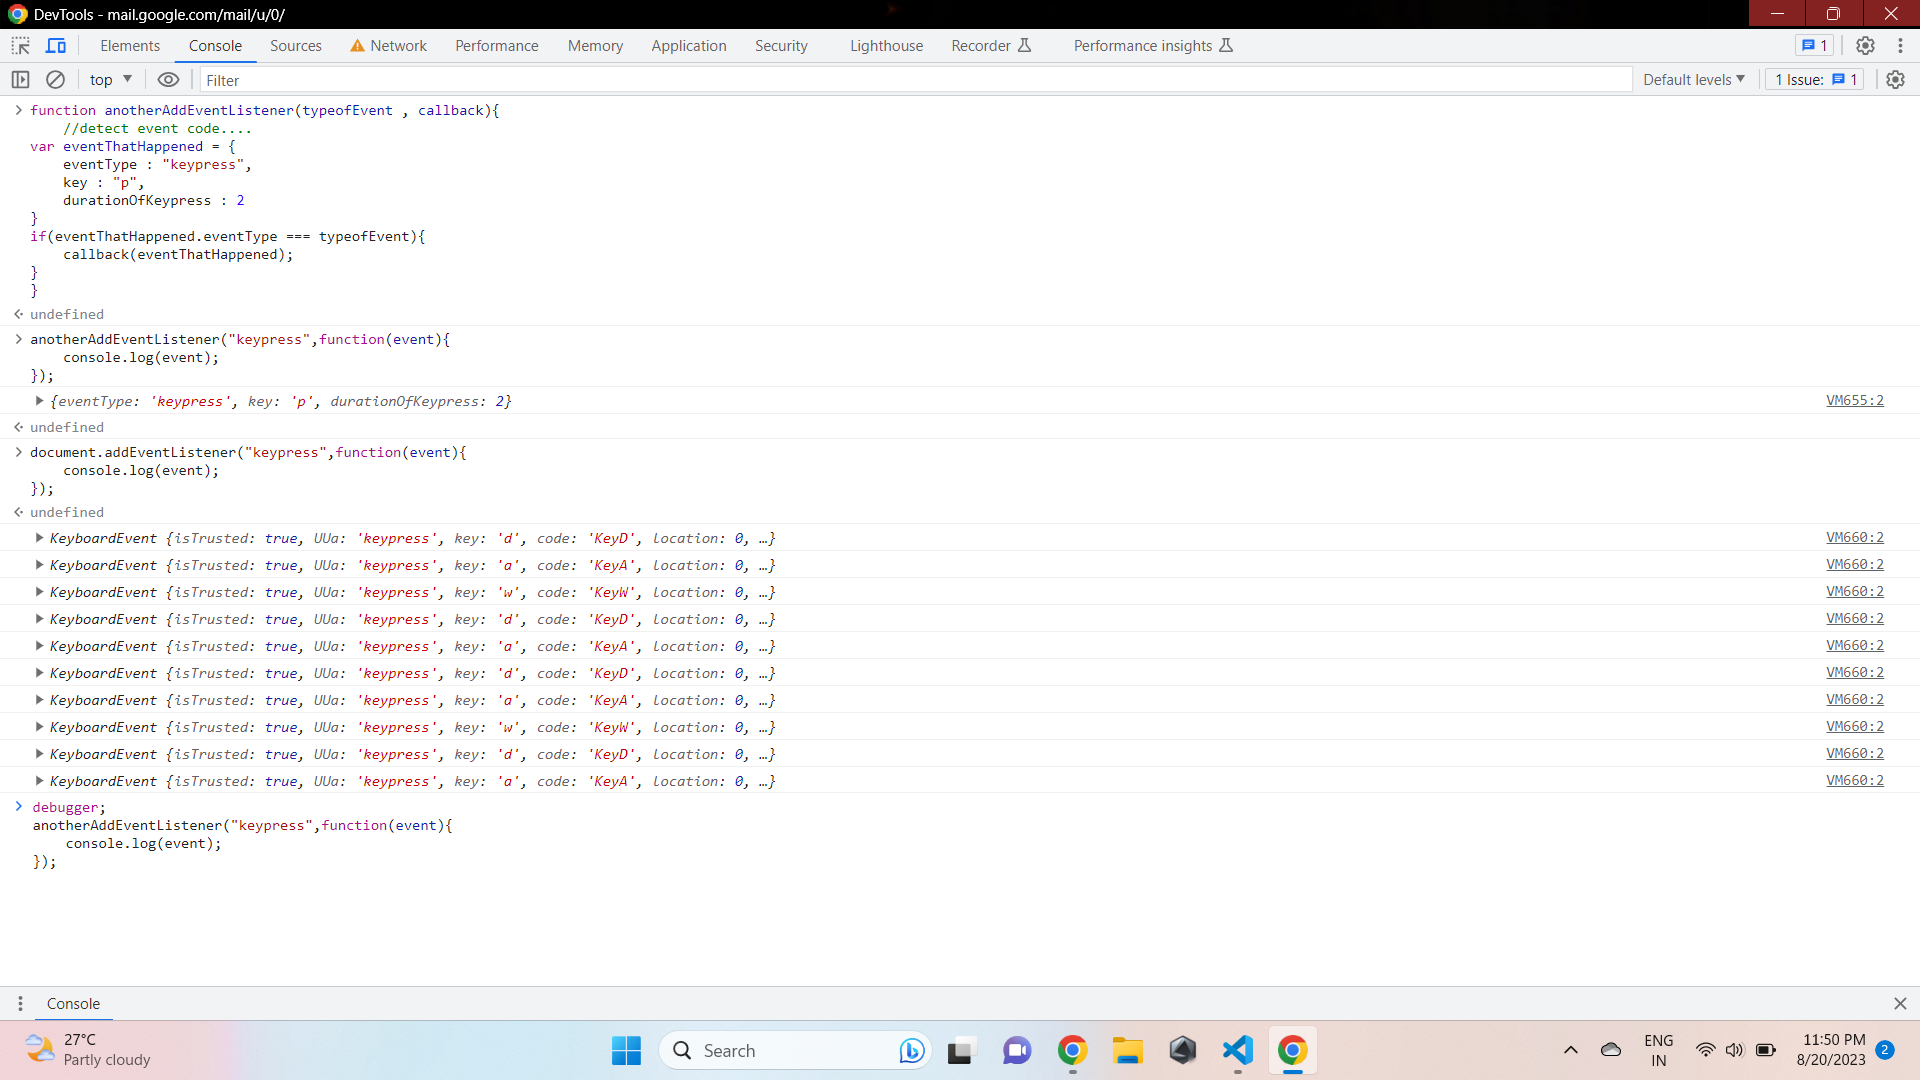 DevTools - mail.google.com/mail/u/0/
Elements Console Sources Network Performance Memory Application Security Lighthouse Recorder Performance insights 1
top Filter Default levels 1 Issue: 1
function anotherAddEventListener(typeofEvent , callback){
//detect event code....
var eventThatHappened = {
eventType : "keypress",
key : "p",
durationOfKeypress : 2
}
if(eventThatHappened.eventType === typeofEvent){
callback(eventThatHappened);
}
}
undefined
anotherAddEventListener("keypress",function(event){
console.log(event);
});
{eventType: 'keypress', key: 'p', durationOfKeypress: 2} VM655:2
undefined
document.addEventListener("keypress",function(event){
console.log(event);
});
undefined
KeyboardEvent {isTrusted: true, UUa: 'keypress', key: 'd', code: 'KeyD', location: 0, …} VM660:2
KeyboardEvent {isTrusted: true, UUa: 'keypress', key: 'a', code: 'KeyA', location: 0, …} VM660:2
KeyboardEvent {isTrusted: true, UUa: 'keypress', key: 'w', code: 'KeyW', location: 0, …} VM660:2
KeyboardEvent {isTrusted: true, UUa: 'keypress', key: 'd', code: 'KeyD', location: 0, …} VM660:2
KeyboardEvent {isTrusted: true, UUa: 'keypress', key: 'a', code: 'KeyA', location: 0, …} VM660:2
KeyboardEvent {isTrusted: true, UUa: 'keypress', key: 'd', code: 'KeyD', location: 0, …} VM660:2
KeyboardEvent {isTrusted: true, UUa: 'keypress', key: 'a', code: 'KeyA', location: 0, …} VM660:2
KeyboardEvent {isTrusted: true, UUa: 'keypress', key: 'w', code: 'KeyW', location: 0, …} VM660:2
KeyboardEvent {isTrusted: true, UUa: 'keypress', key: 'd', code: 'KeyD', location: 0, …} VM660:2
KeyboardEvent {isTrusted: true, UUa: 'keypress', key: 'a', code: 'KeyA', location: 0, …} VM660:2
debugger;
anotherAddEventListener("keypress",function(event){
console.log(event);
});
Console
27°C
Partly cloudy
Search
ENG
IN
11:50 PM
8/20/2023
2